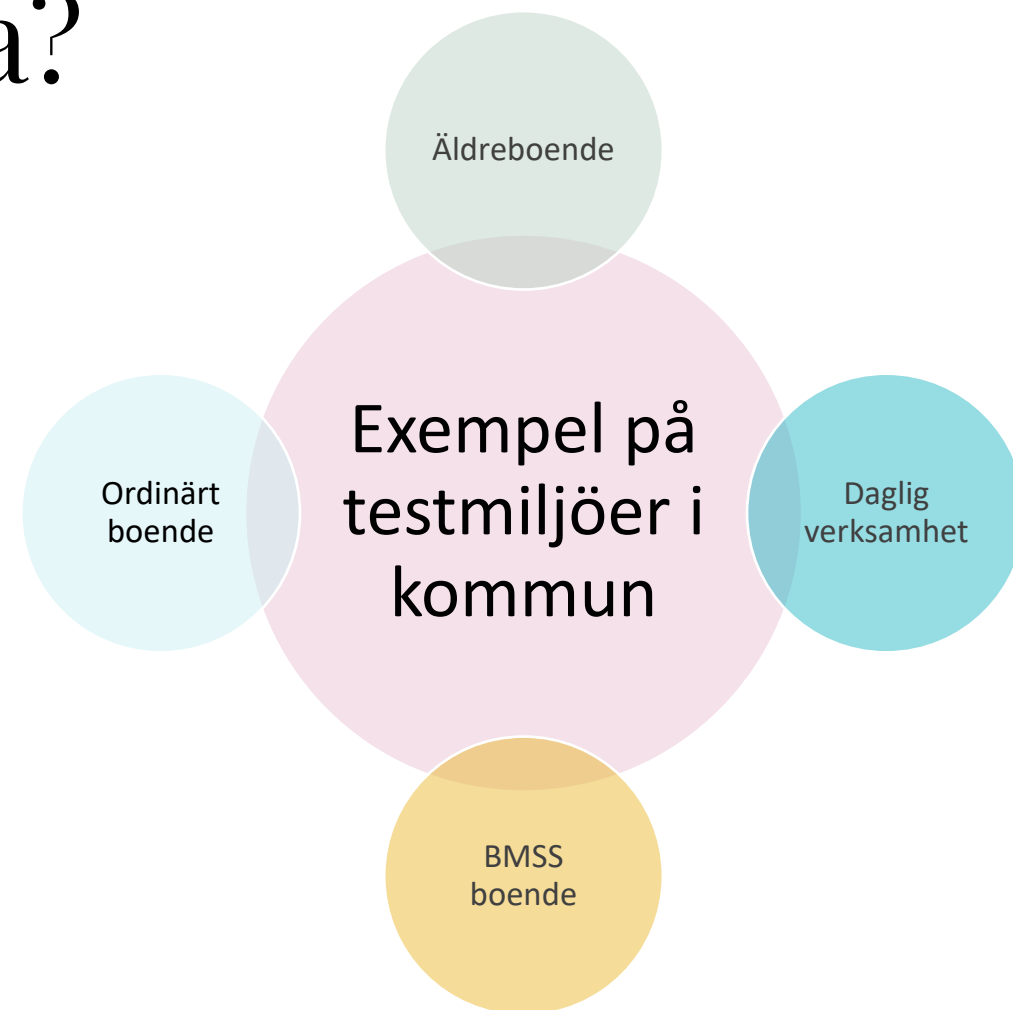 a?
Äldreboende
Exempel på
testmiljöer i
kommun
Ordinärt
boende
Daglig
verksamhet
BMSS
boende